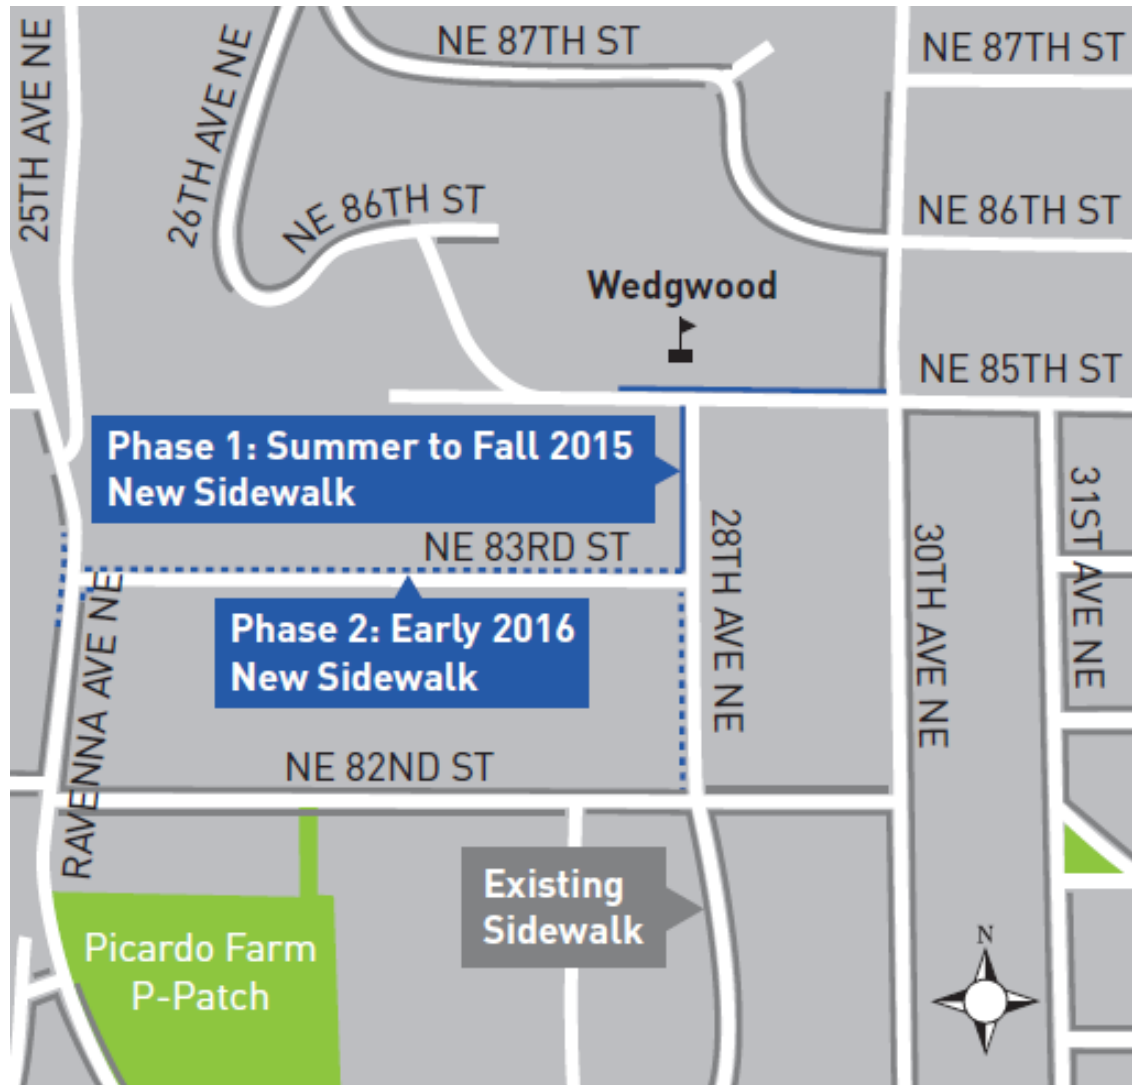 25TH AVE NE
26TH AVE NE
NE 87TH ST
NE 87TH ST
NE 86TH ST
NE 86TH ST
Wedgwood
NE 85TH ST
Phase 1: Summer to Fall 2015
New Sidewalk
NE 83RD ST
28TH AVE NE
30TH AVE NE
31ST AVE NE
RAVENNA AVE NE
Phase 2: Early 2016
New Sidewalk
NE 82ND ST
Existing
Sidewalk
Picardo Farm
P-Patch
N